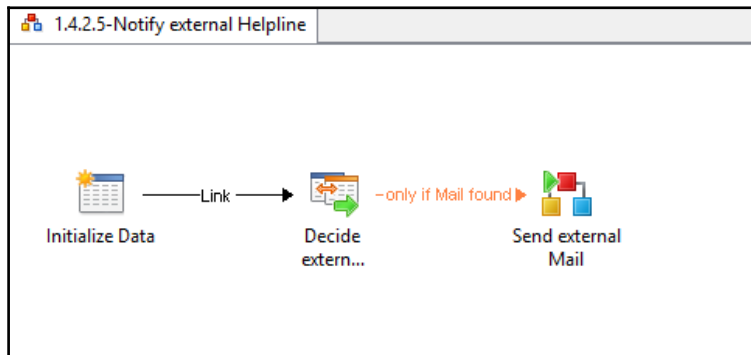 1.4.2.5-Notify external Helpline
Link
only if Mail found
Initialize Data
Decide
extern...
Send external
Mail